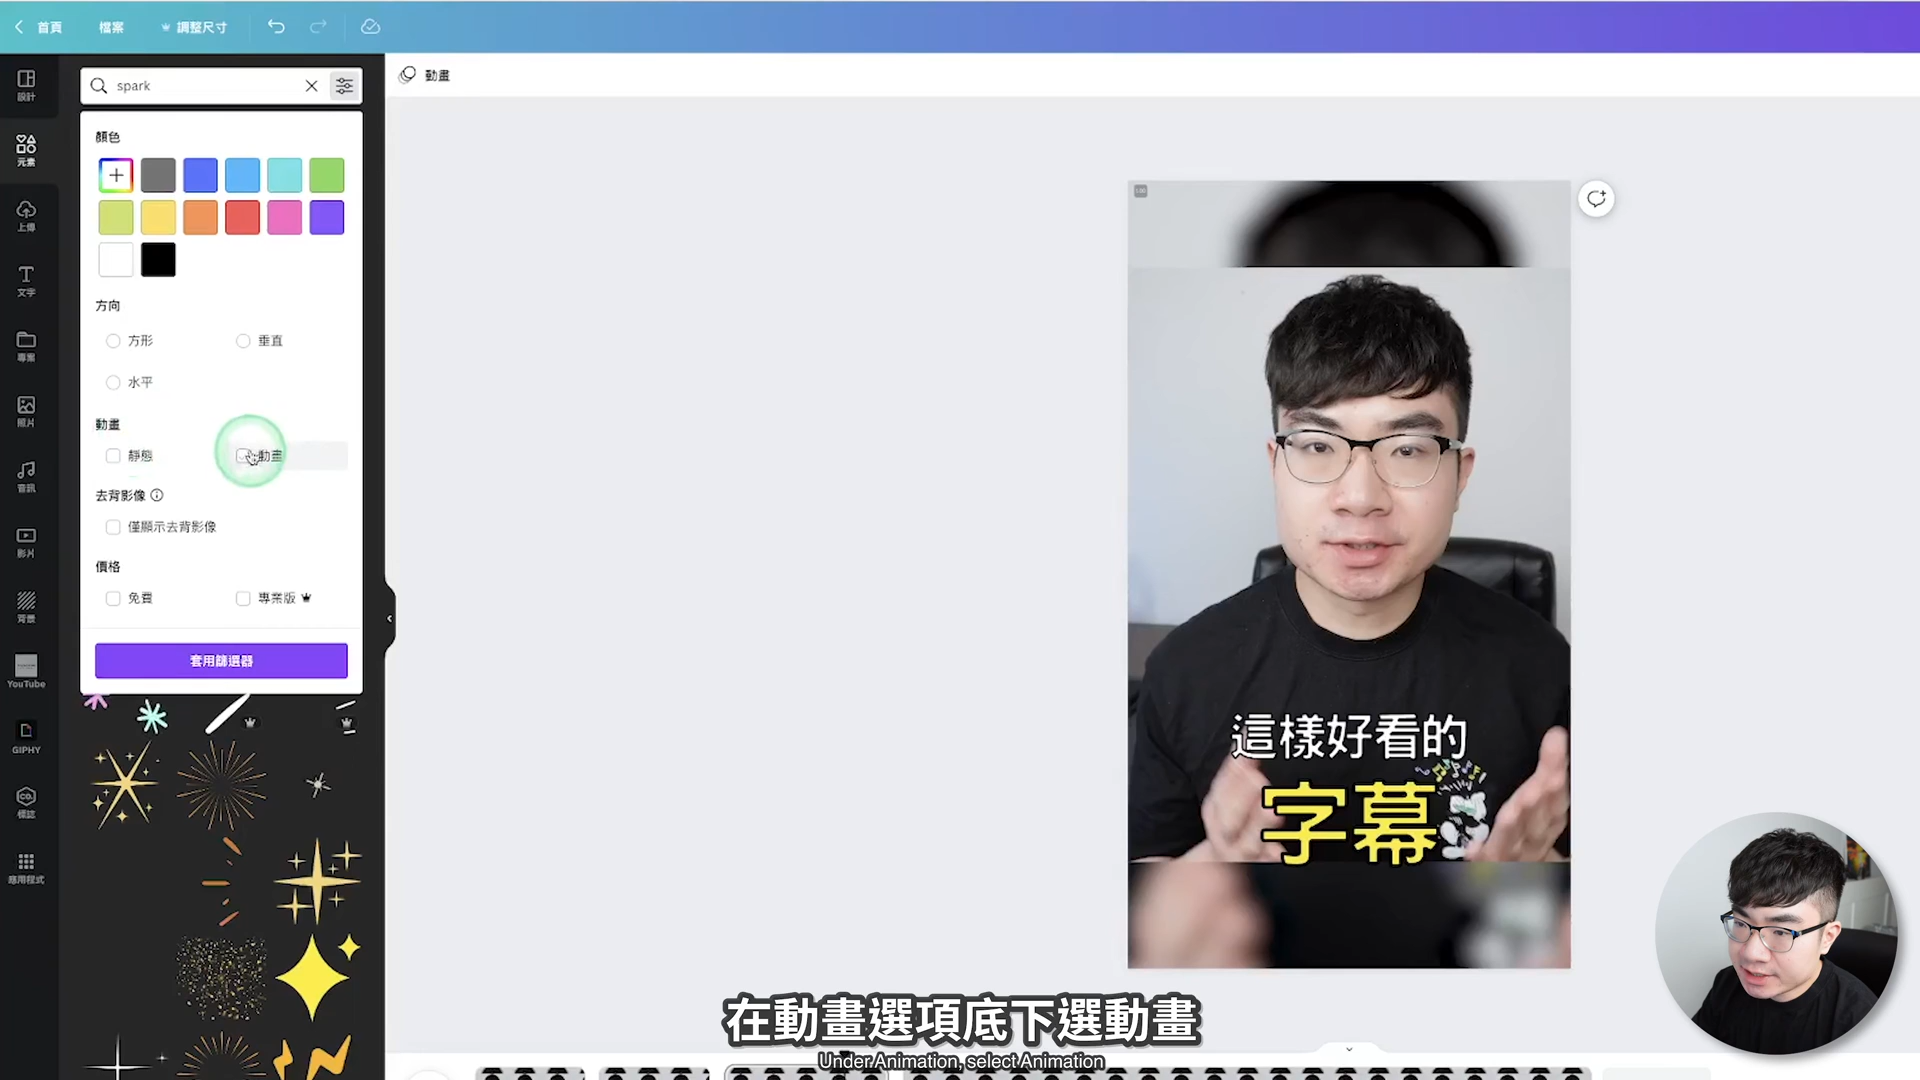 首頁
檔案
調整尺寸
設計
元素
上傳
文字
專案
照片
音訊
影片
背景
YouTube
GIPHY
CO.
標誌
應用程式
spark
顏色
方向
方形
垂直
水平
動畫
靜態
動畫
去背影像
僅顯示去背影像
價格
免費
專業版
套用篩選器
動畫
這樣好看的
字幕
在動畫選項底下選動畫
Under Animation, select Animation